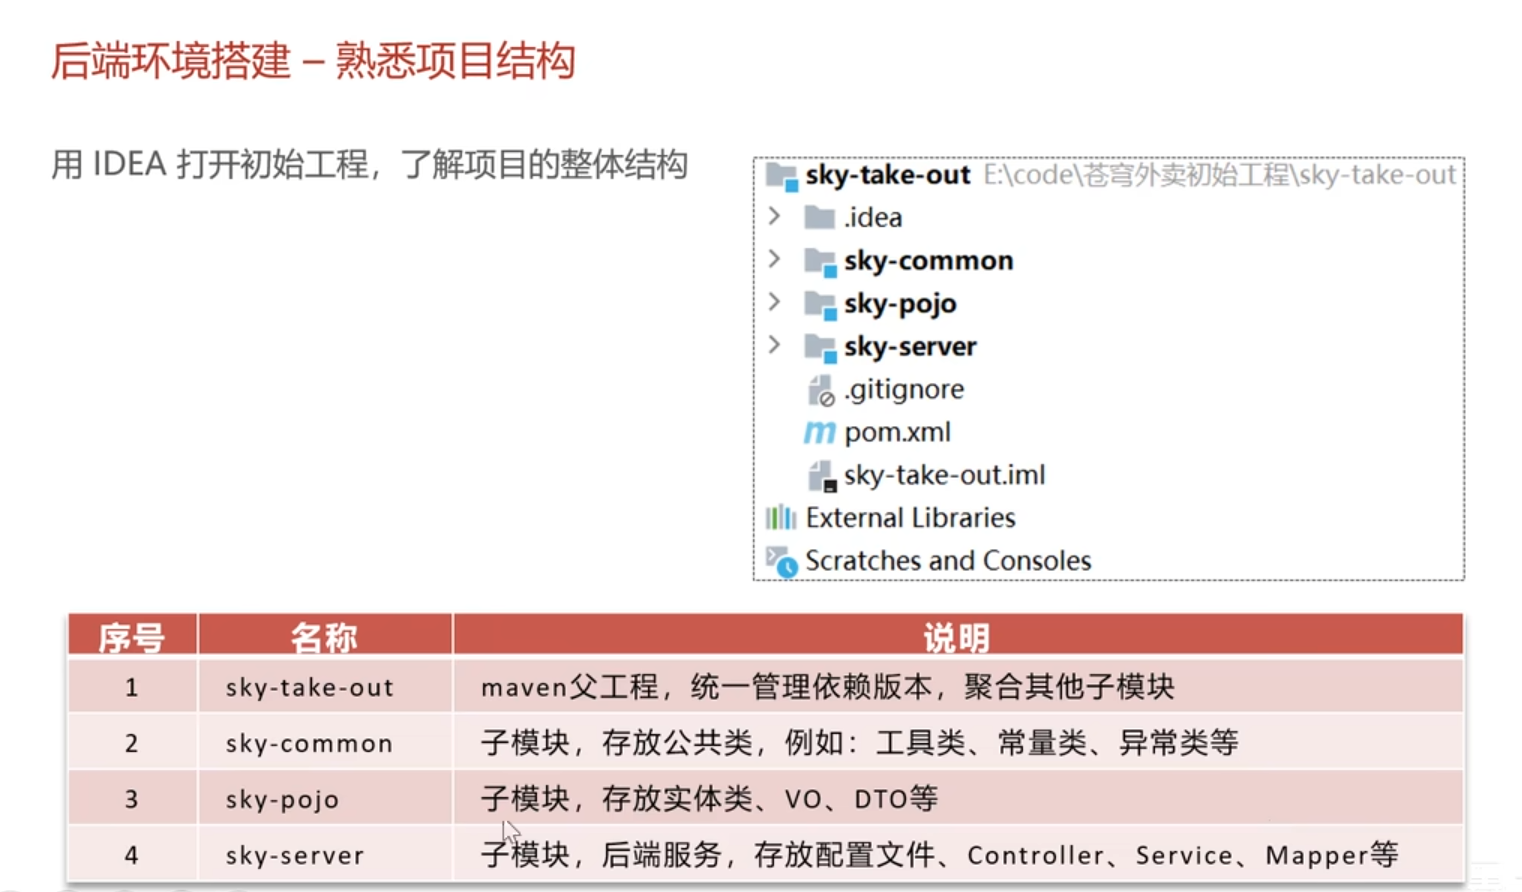 后端环境搭建 – 熟悉项目结构
用 IDEA 打开初始工程，了解项目的整体结构
sky-take-out E:\code\苍穹外卖初始工程\sky-take-out
.idea
sky-common
sky-pojo
sky-server
.gitignore
pom.xml
sky-take-out.iml
External Libraries
Scratches and Consoles
序号 名称 说明
1 sky-take-out maven父工程，统一管理依赖版本，聚合其他子模块
2 sky-common 子模块，存放公共类，例如：工具类、常量类、异常类等
3 sky-pojo 子模块，存放实体类、VO、DTO等
4 sky-server 子模块，后端服务，存放配置文件、Controller、Service、Mapper等